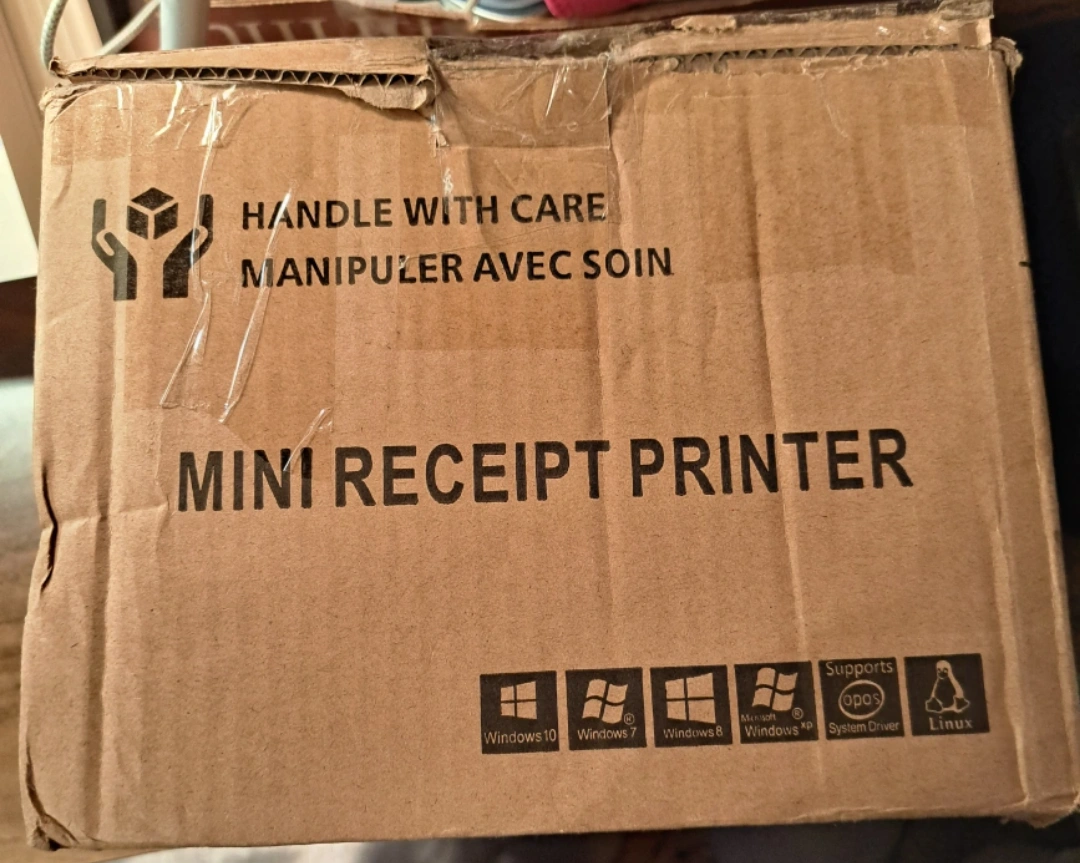 HANDLE WITH CARE
MANIPULER AVEC SOIN
MINI RECEIPT PRINTER
Windows 10
Windows 7
®
Windows 8
Microsoft ®
Windows XP
Supports
opos
System Driver
Linux